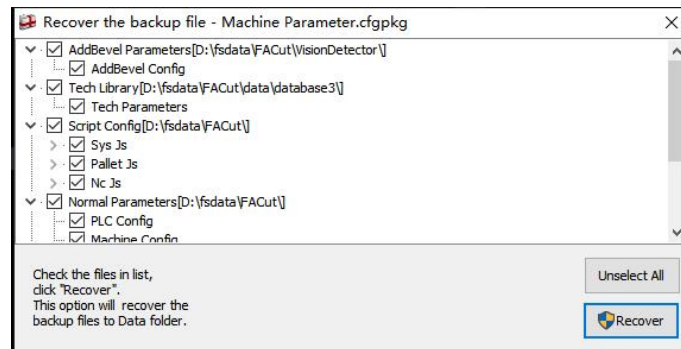 Recover the backup file - Machine Parameter.cfgpkg
AddBevel Parameters[D:\fsdata\FACut\VisionDetector\]
AddBevel Config
Tech Library[D:\fsdata\FACut\data\database3\]
Tech Parameters
Script Config[D:\fsdata\FACut\]
Sys Js
Pallet Js
Nc Js
Normal Parameters[D:\fsdata\FACut\]
PLC Config
Machine Config
Check the files in list,
click "Recover".
This option will recover the
backup files to Data folder.
Unselect All
Recover